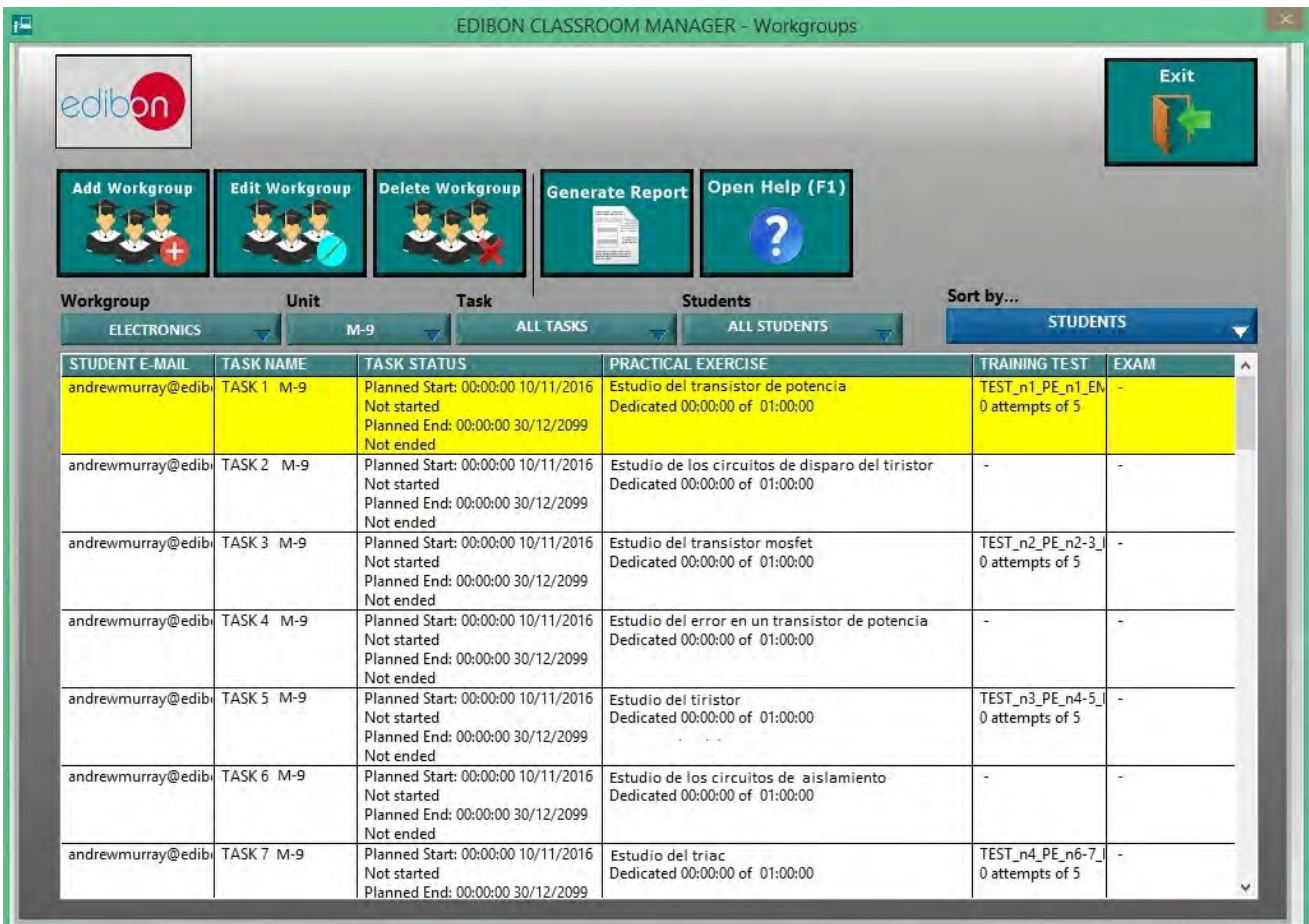 EDIBON CLASSROOM MANAGER - Workgroups
edibon
Exit
Add Workgroup
Edit Workgroup
Delete Workgroup
Generate Report
Open Help (F1)
Workgroup Unit Task Students Sort by...
ELECTRONICS M-9 ALL TASKS ALL STUDENTS STUDENTS
STUDENT E-MAIL TASK NAME TASK STATUS PRACTICAL EXERCISE TRAINING TEST EXAM
andrewmurray@edib TASK 1 M-9 Planned Start: 00:00:00 10/11/2016 Estudio del transistor de potencia TEST_n1_PE_n1_EN -
Not started Dedicated 00:00:00 of 01:00:00 0 attempts of 5
Planned End: 00:00:00 30/12/2099
Not ended
andrewmurray@edib TASK 2 M-9 Planned Start: 00:00:00 10/11/2016 Estudio de los circuitos de disparo del tiristor - -
Not started Dedicated 00:00:00 of 01:00:00
Planned End: 00:00:00 30/12/2099
Not ended
andrewmurray@edib TASK 3 M-9 Planned Start: 00:00:00 10/11/2016 Estudio del transistor mosfet TEST_n2_PE_n2-3_ -
Not started Dedicated 00:00:00 of 01:00:00 0 attempts of 5
Planned End: 00:00:00 30/12/2099
Not ended
andrewmurray@edib TASK 4 M-9 Planned Start: 00:00:00 10/11/2016 Estudio del error en un transistor de potencia - -
Not started Dedicated 00:00:00 of 01:00:00
Planned End: 00:00:00 30/12/2099
Not ended
andrewmurray@edib TASK 5 M-9 Planned Start: 00:00:00 10/11/2016 Estudio del tiristor TEST_n3_PE_n4-5_ -
Not started Dedicated 00:00:00 of 01:00:00 0 attempts of 5
Planned End: 00:00:00 30/12/2099
Not ended
andrewmurray@edib TASK 6 M-9 Planned Start: 00:00:00 10/11/2016 Estudio de los circuitos de aislamiento - -
Not started Dedicated 00:00:00 of 01:00:00
Planned End: 00:00:00 30/12/2099
Not ended
andrewmurray@edib TASK 7 M-9 Planned Start: 00:00:00 10/11/2016 Estudio del triac TEST_n4_PE_n6-7_ -
Not started Dedicated 00:00:00 of 01:00:00 0 attempts of 5
Planned End: 00:00:00 30/12/2099